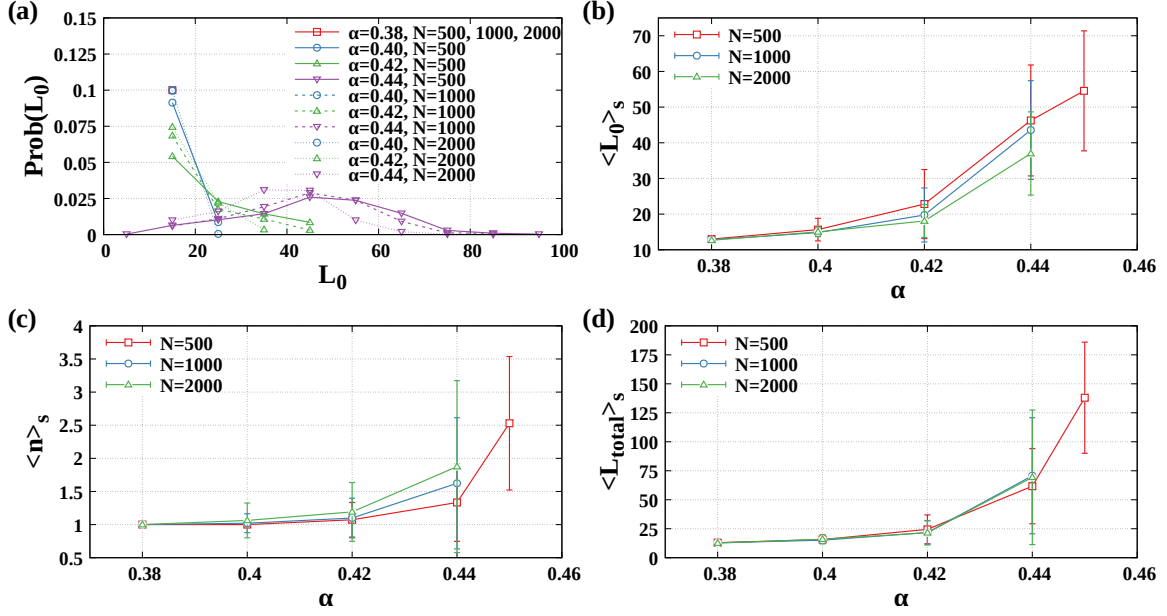 (a)
0.15
0.125
0.1
0.075
0.05
0.025
0
Prob(L0)
0 20 40 60 80 100
L0
α=0.38, N=500, 1000, 2000
α=0.40, N=500
α=0.42, N=500
α=0.44, N=500
α=0.40, N=1000
α=0.42, N=1000
α=0.44, N=1000
α=0.40, N=2000
α=0.42, N=2000
α=0.44, N=2000
(b)
70
60
50
40
30
20
10
<L0>s
0.38 0.4 0.42 0.44 0.46
α
N=500
N=1000
N=2000
(c)
4
3.5
3
2.5
2
1.5
1
0.5
<n>s
0.38 0.4 0.42 0.44 0.46
α
N=500
N=1000
N=2000
(d)
200
175
150
125
100
75
50
25
0
<Ltotal>s
0.38 0.4 0.42 0.44 0.46
α
N=500
N=1000
N=2000